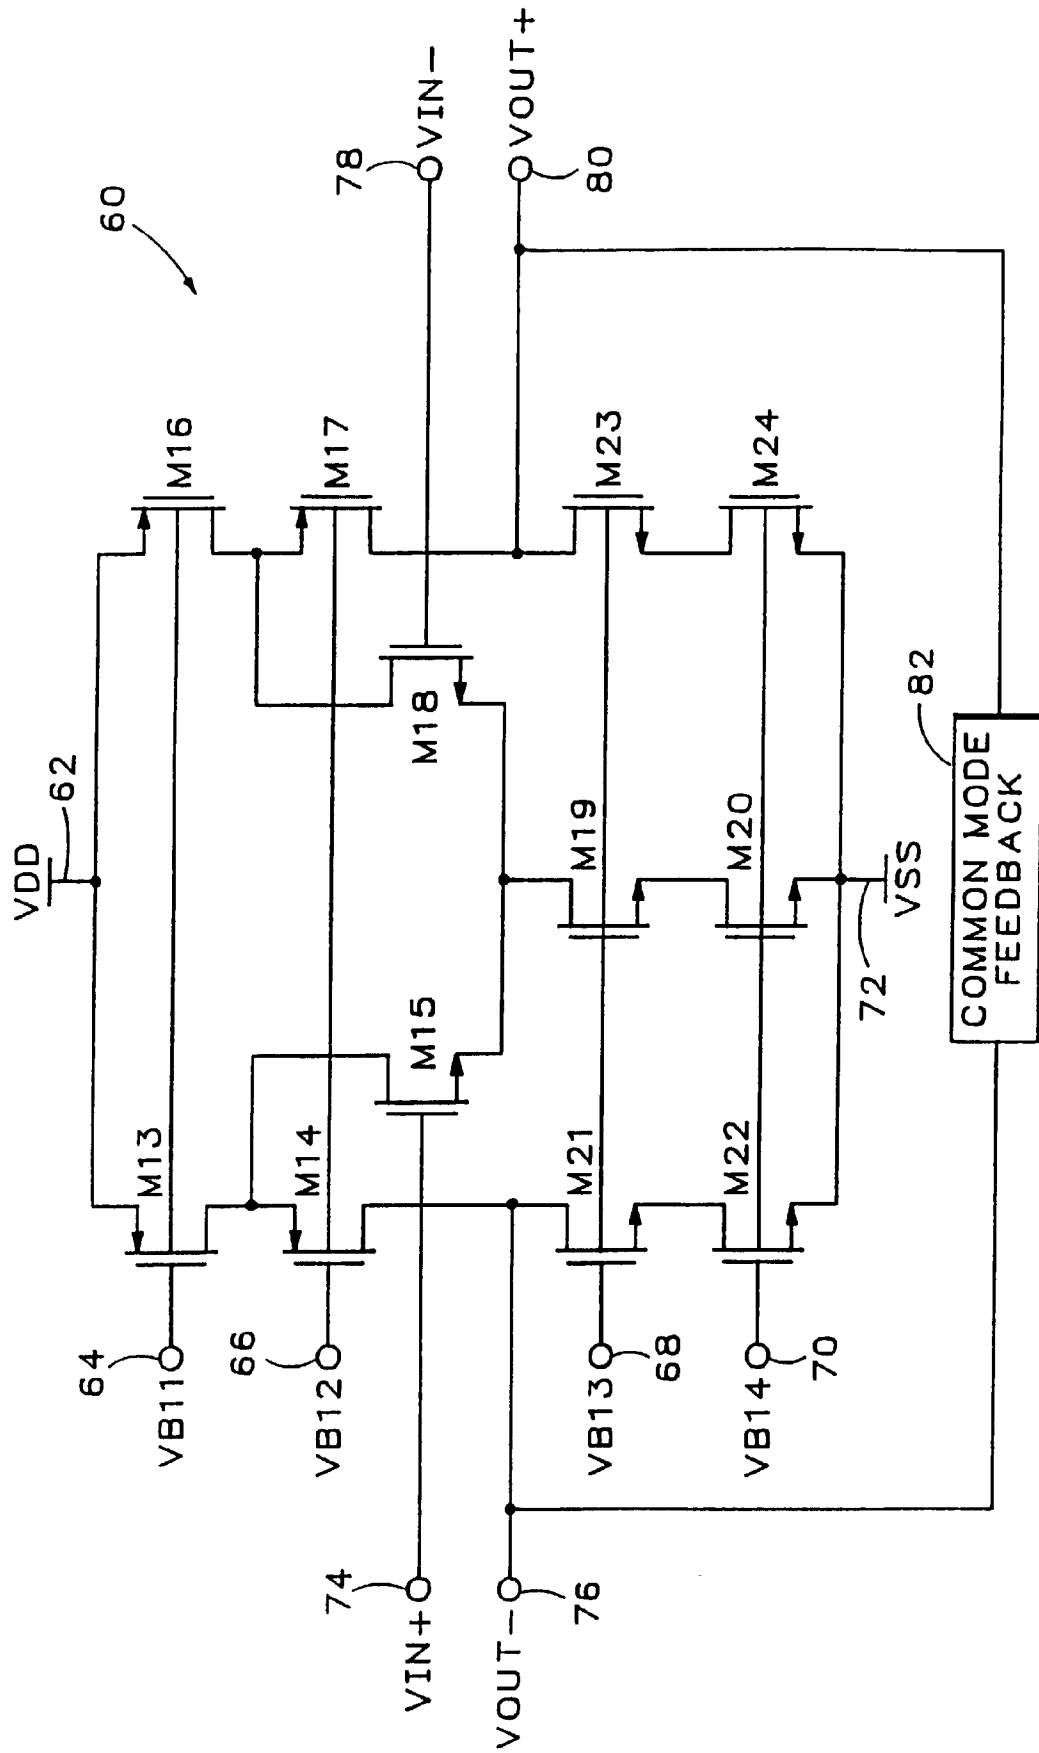 60
VDD
62
M13
M16
64
VB11
M14
M17
66
VB12
74
VIN+
M15
M18
78
VIN-
VOUT-
76
VOUT+
80
M21
M19
M23
VB13
68
M22
M20
M24
VB14
70
72
VSS
82
COMMON MODE
FEEDBACK